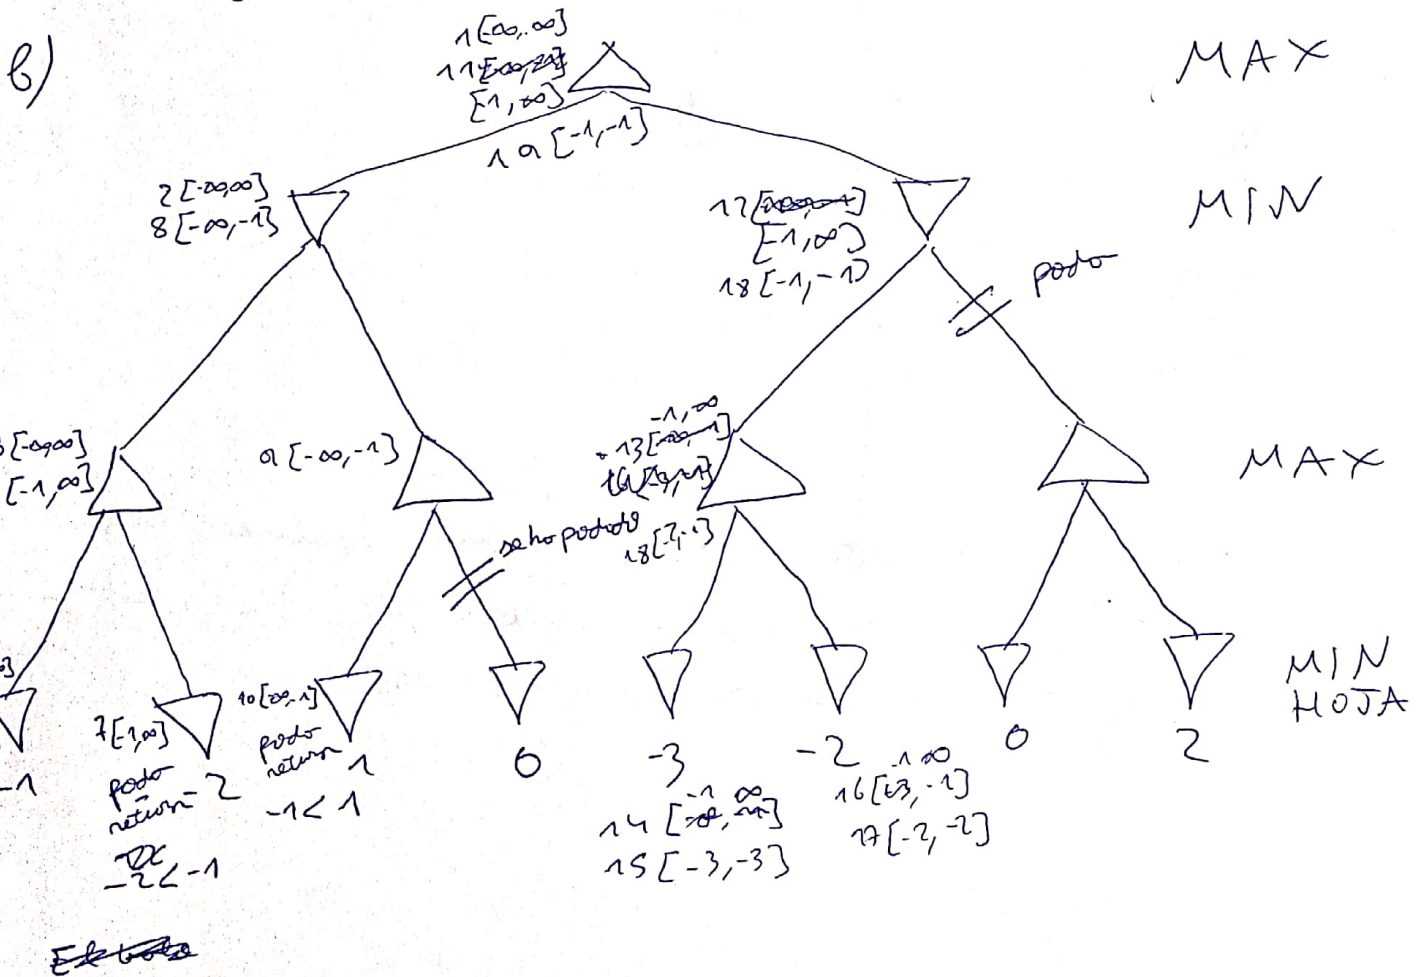 b)
1 [-∞, ∞]
11
[1, ∞]
19 [-1, -1]
MAX
2 [-∞, ∞]
8 [-∞, -1]
12
[-1, ∞]
18 [-1, -1]
MIN
poda
[-∞, ∞]
[-1, ∞]
9 [-∞, -1]
-1, ∞
13
18 [-2, -1]
se ha podado
MAX
7 [-1, ∞]
poda
return
-2 < -1
10 [-∞, -1]
poda
return
-1 < 1
MIN
HOJA
-1
-2
1
0
-3
-2
0
2
-1 ∞
14
15 [-3, -3]
-1 ∞
16 [-3, -1]
17 [-2, -2]